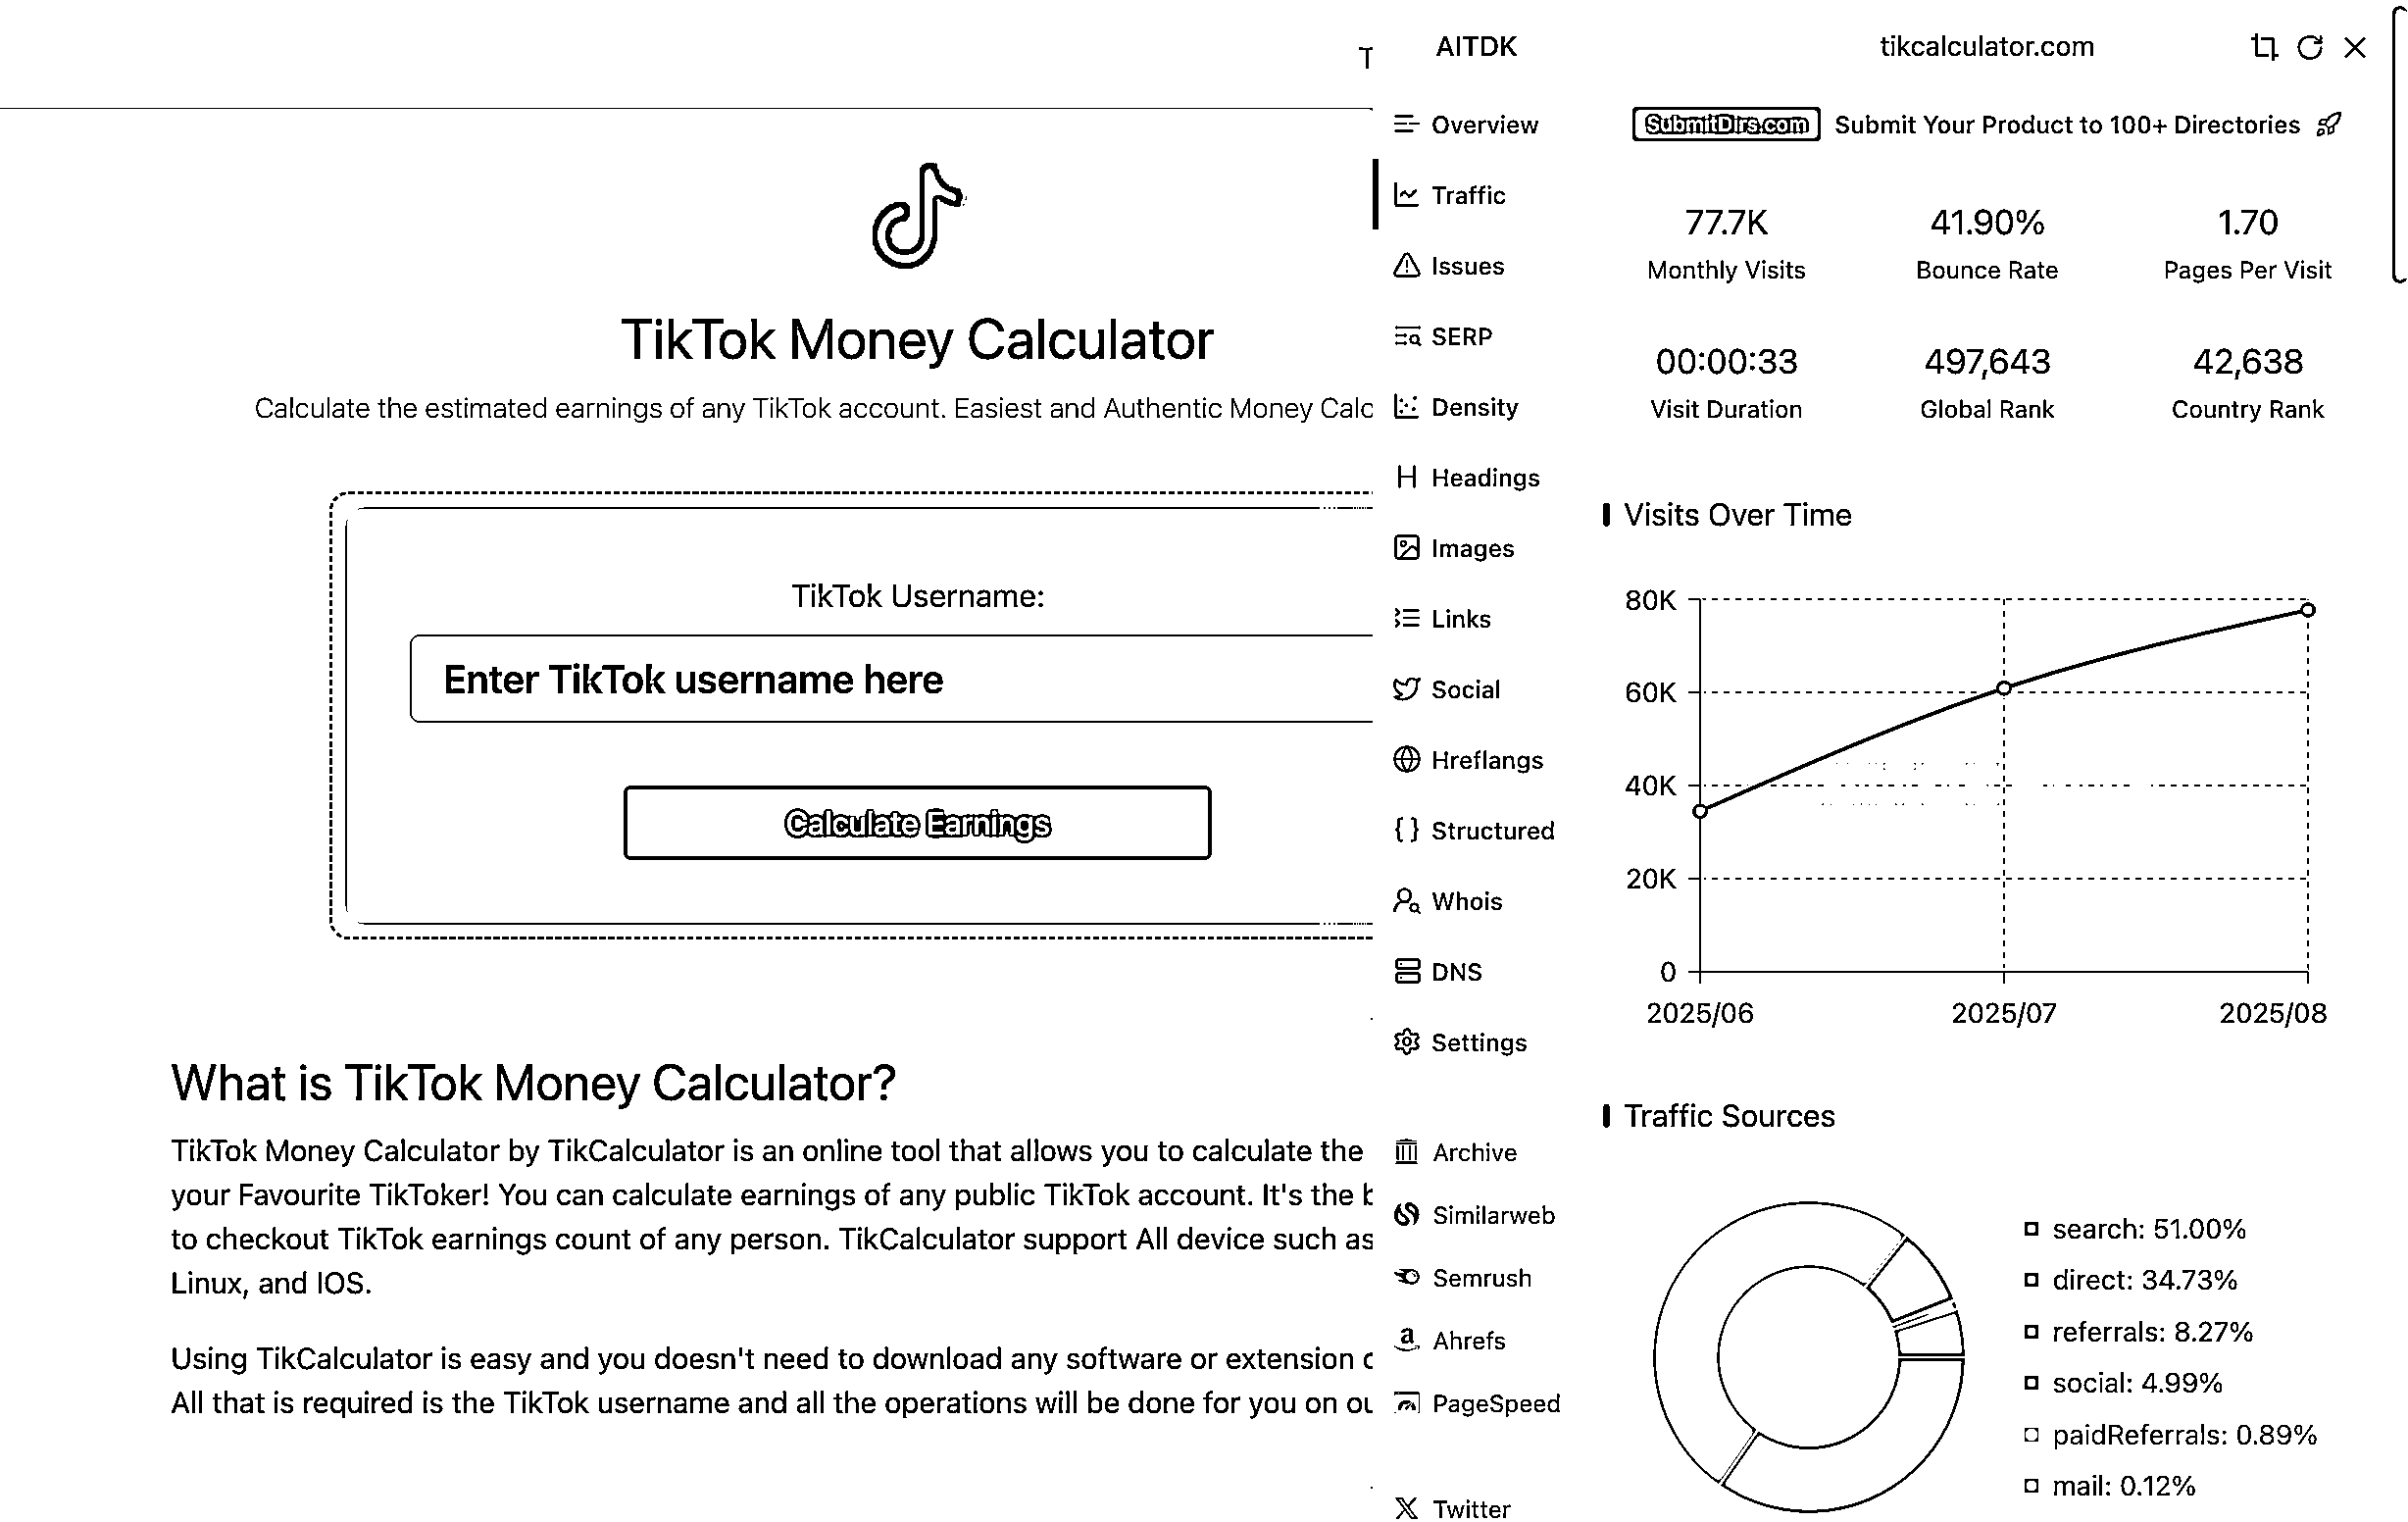 T
TikTok Money Calculator
Calculate the estimated earnings of any TikTok account. Easiest and Authentic Money Calc
TikTok Username:
Enter TikTok username here
Calculate Earnings
What is TikTok Money Calculator?
TikTok Money Calculator by TikCalculator is an online tool that allows you to calculate the
your Favourite TikToker! You can calculate earnings of any public TikTok account. It's the b
to checkout TikTok earnings count of any person. TikCalculator support All device such as
Linux, and IOS.
Using TikCalculator is easy and you doesn't need to download any software or extension o
All that is required is the TikTok username and all the operations will be done for you on ou
AITDK
Overview
Traffic
Issues
SERP
Density
Headings
Images
Links
Social
Hreflangs
Structured
Whois
DNS
Settings
Archive
Similarweb
Semrush
Ahrefs
PageSpeed
Twitter
tikcalculator.com
SubmitDirs.com Submit Your Product to 100+ Directories
77.7K 41.90% 1.70
Monthly Visits Bounce Rate Pages Per Visit
00:00:33 497,643 42,638
Visit Duration Global Rank Country Rank
Visits Over Time
80K
60K
40K
20K
0
2025/06 2025/07 2025/08
Traffic Sources
search: 51.00%
direct: 34.73%
referrals: 8.27%
social: 4.99%
paidReferrals: 0.89%
mail: 0.12%